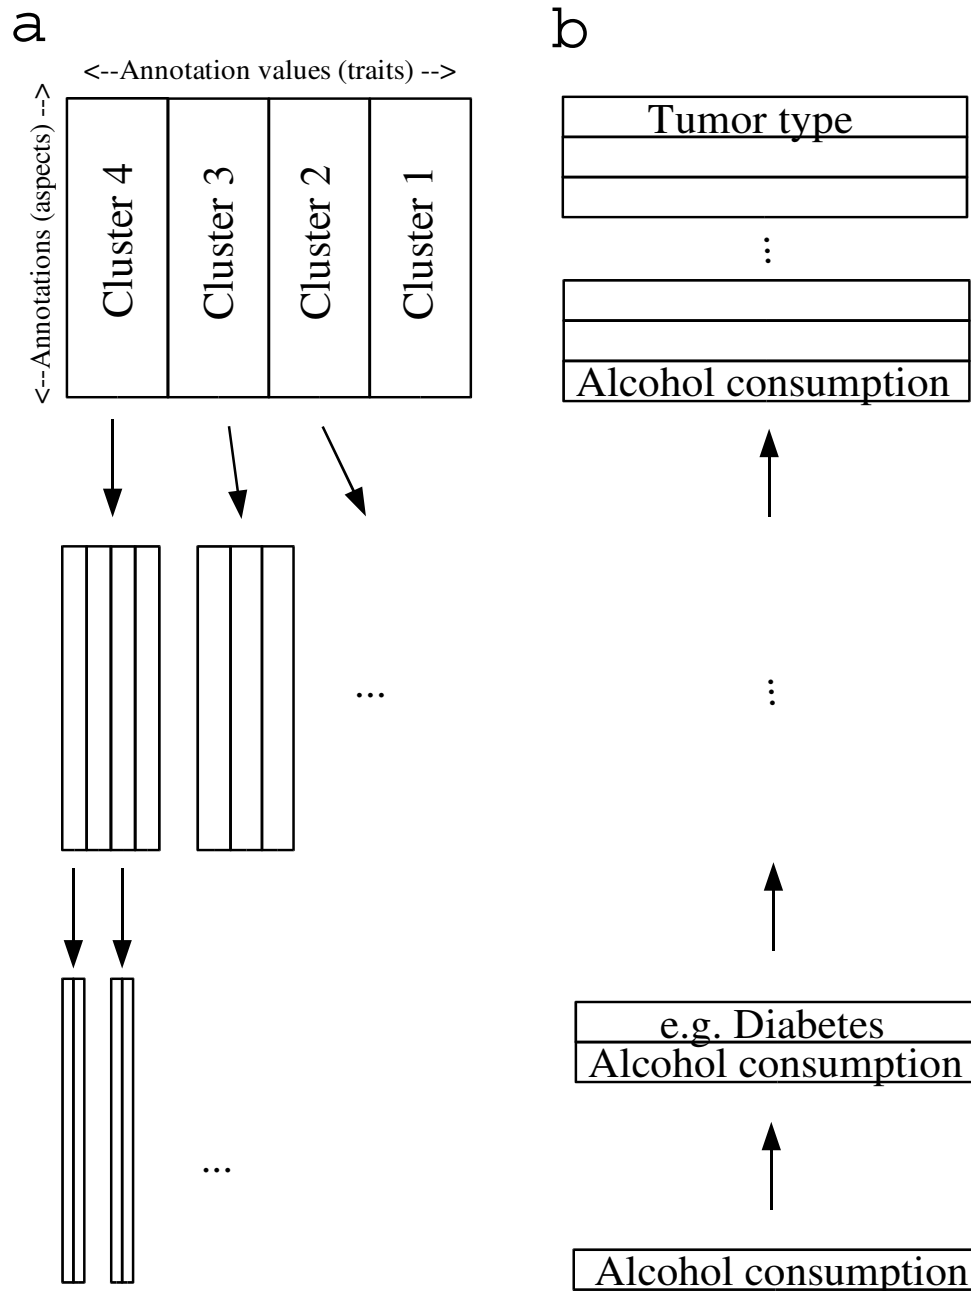 a
<--Annotation values (traits) -->
<--Annotations (aspects) -->
Cluster 4
Cluster 3
Cluster 2
Cluster 1
...
...
b
Tumor type
...
Alcohol consumption
...
e.g. Diabetes
Alcohol consumption
Alcohol consumption